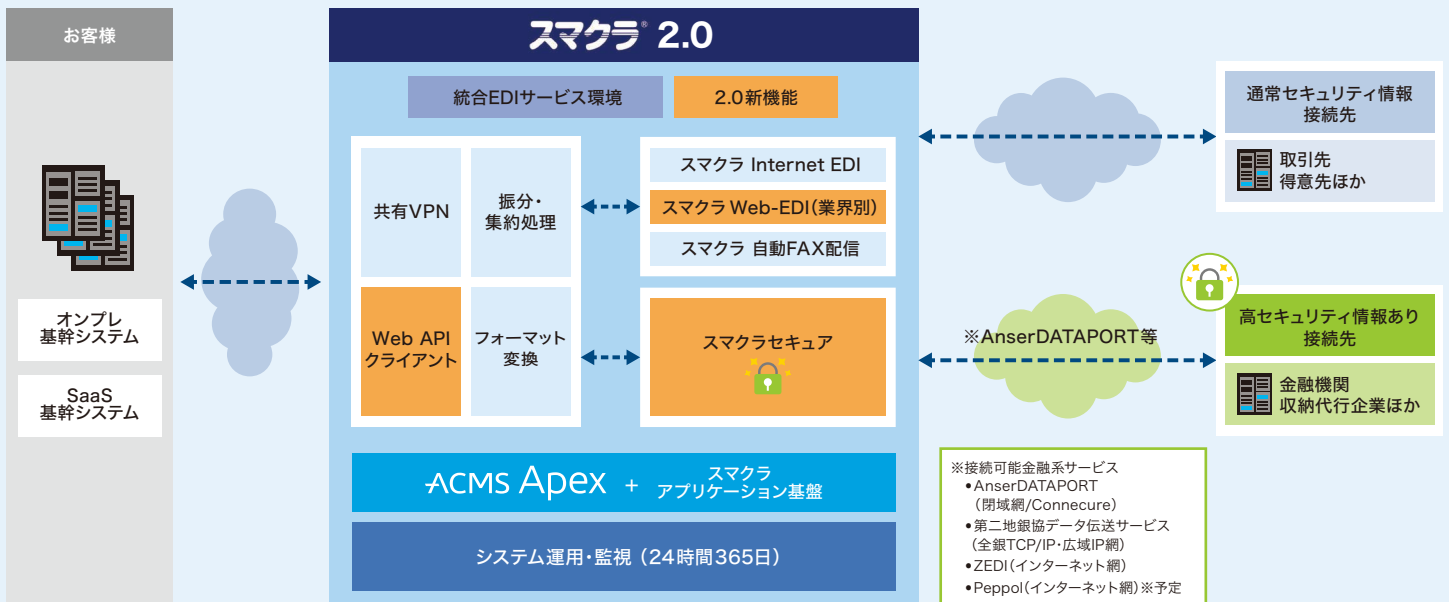 お客様
オンプレ
基幹システム
SaaS
基幹システム
スマクラ® 2.0
統合EDIサービス環境
2.0新機能
共有VPN
振分・
集約処理
Web API
クライアント
フォーマット
変換
スマクラ Internet EDI
スマクラ Web-EDI(業界別)
スマクラ 自動FAX配信
スマクラセキュア
ACMS Apex +
スマクラ
アプリケーション基盤
システム運用・監視(24時間365日)
通常セキュリティ情報
接続先
取引先
得意先ほか
※AnserDATAPORT等
高セキュリティ情報あり
接続先
金融機関
収納代行企業ほか
※接続可能金融系サービス
•AnserDATAPORT
(閉域網/Connecure)
•第二地銀協データ伝送サービス
(全銀TCP/IP・広域IP網)
•ZEDI(インターネット網)
•Peppol(インターネット網)※予定